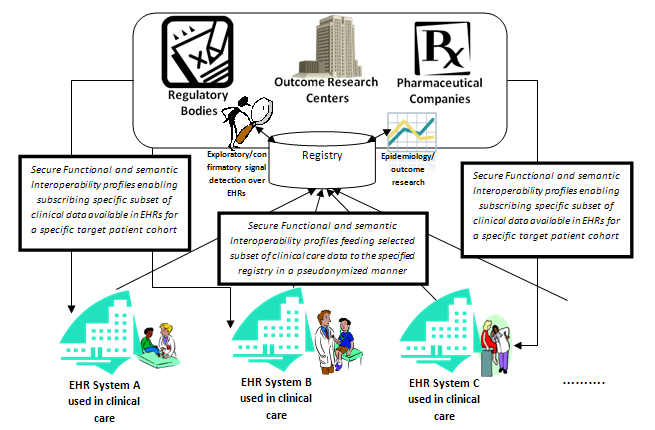 Regulatory
Bodies
Outcome Research
Centers
Rx
Pharmaceutical
Companies
Exploratory/con
firmatory signal
detection over
EHRs
Registry
Epidemiology/
outcome
research
Secure Functional and semantic
Interoperability profiles enabling
subscribing specific subset of
clinical data available in EHRs for
a specific target patient cohort
Secure Functional and semantic
Interoperability profiles feeding selected
subset of clinical care data to the specified
registry in a pseudonymized manner
Secure Functional and semantic
Interoperability profiles enabling
subscribing specific subset of
clinical data available in EHRs for
a specific target patient cohort
EHR System A
used in clinical
care
EHR System B
used in clinical
care
EHR System C
used in clinical
care
……….